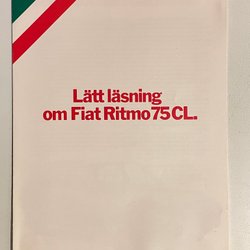 Lätt läsning
om Fiat Ritmo 75 CL.